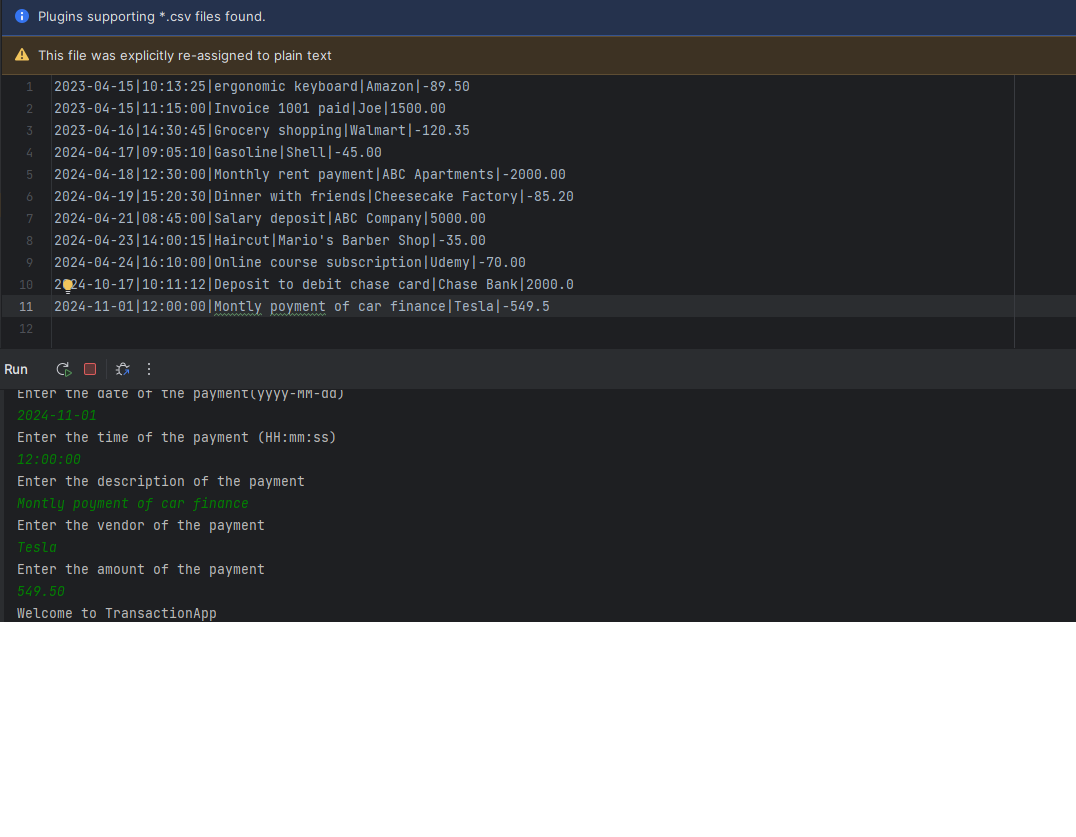 Plugins supporting *.csv files found.
This file was explicitly re-assigned to plain text
1 2023-04-15|10:13:25|ergonomic keyboard|Amazon|-89.50
2 2023-04-15|11:15:00|Invoice 1001 paid|Joe|1500.00
3 2023-04-16|14:30:45|Grocery shopping|Walmart|-120.35
4 2024-04-17|09:05:10|Gasoline|Shell|-45.00
5 2024-04-18|12:30:00|Monthly rent payment|ABC Apartments|-2000.00
6 2024-04-19|15:20:30|Dinner with friends|Cheesecake Factory|-85.20
7 2024-04-21|08:45:00|Salary deposit|ABC Company|5000.00
8 2024-04-23|14:00:15|Haircut|Mario's Barber Shop|-35.00
9 2024-04-24|16:10:00|Online course subscription|Udemy|-70.00
10 2024-10-17|10:11:12|Deposit to debit chase card|Chase Bank|2000.0
11 2024-11-01|12:00:00|Montly poyment of car finance|Tesla|-549.5
12
Run
Enter the date of the payment(yyyy-MM-dd)
2024-11-01
Enter the time of the payment (HH:mm:ss)
12:00:00
Enter the description of the payment
Montly poyment of car finance
Enter the vendor of the payment
Tesla
Enter the amount of the payment
549.50
Welcome to TransactionApp